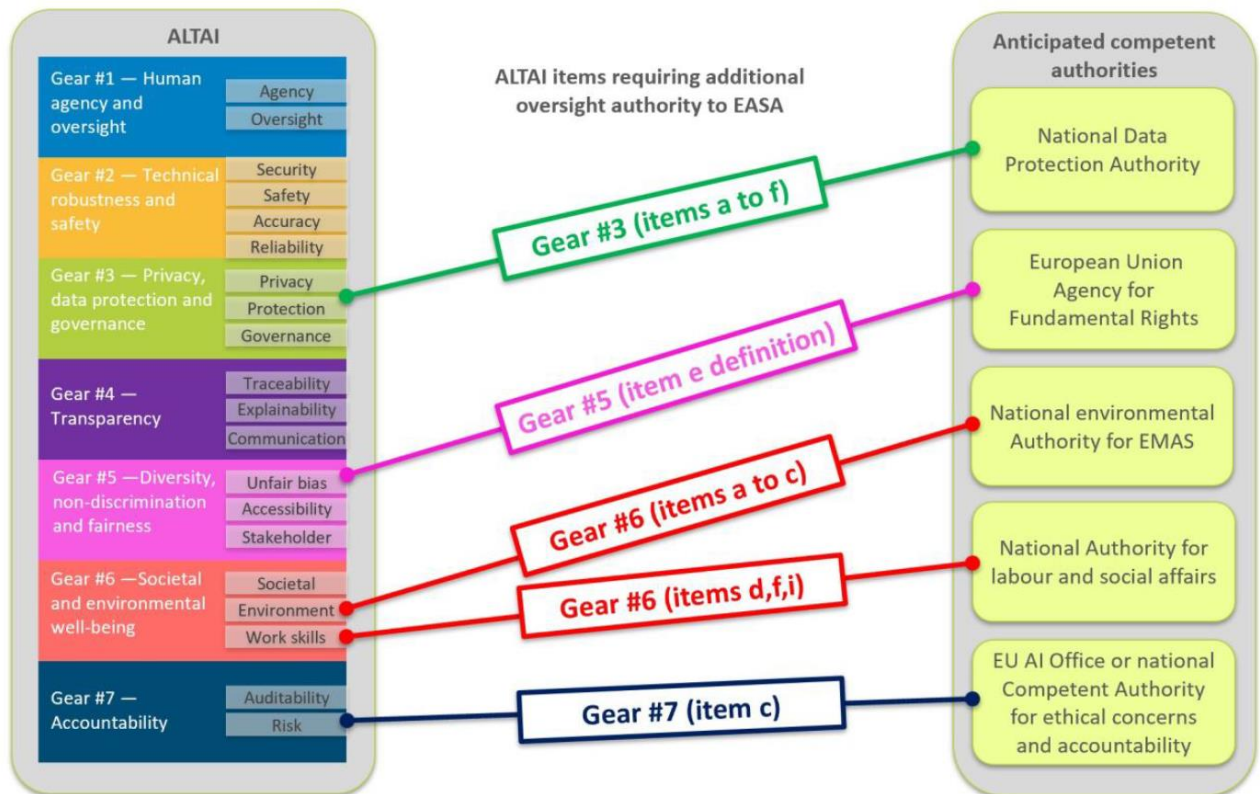 ALTAI
Gear #1 — Human
agency and
oversight
Agency
Oversight
Gear #2 — Technical
robustness and
safety
Security
Safety
Accuracy
Reliability
Gear #3 — Privacy,
data protection and
governance
Privacy
Protection
Governance
Gear #4 —
Transparency
Traceability
Explainability
Communication
Gear #5 —Diversity,
non-discrimination
and fairness
Unfair bias
Accessibility
Stakeholder
Gear #6 —Societal
and environmental
well-being
Societal
Environment
Work skills
Gear #7 —
Accountability
Auditability
Risk
ALTAI items requiring additional
oversight authority to EASA
Gear #3 (items a to f)
Gear #5 (item e definition)
Gear #6 (items a to c)
Gear #6 (items d,f,i)
Gear #7 (item c)
Anticipated competent
authorities
National Data
Protection Authority
European Union
Agency for
Fundamental Rights
National environmental
Authority for EMAS
National Authority for
labour and social affairs
EU AI Office or national
Competent Authority
for ethical concerns
and accountability